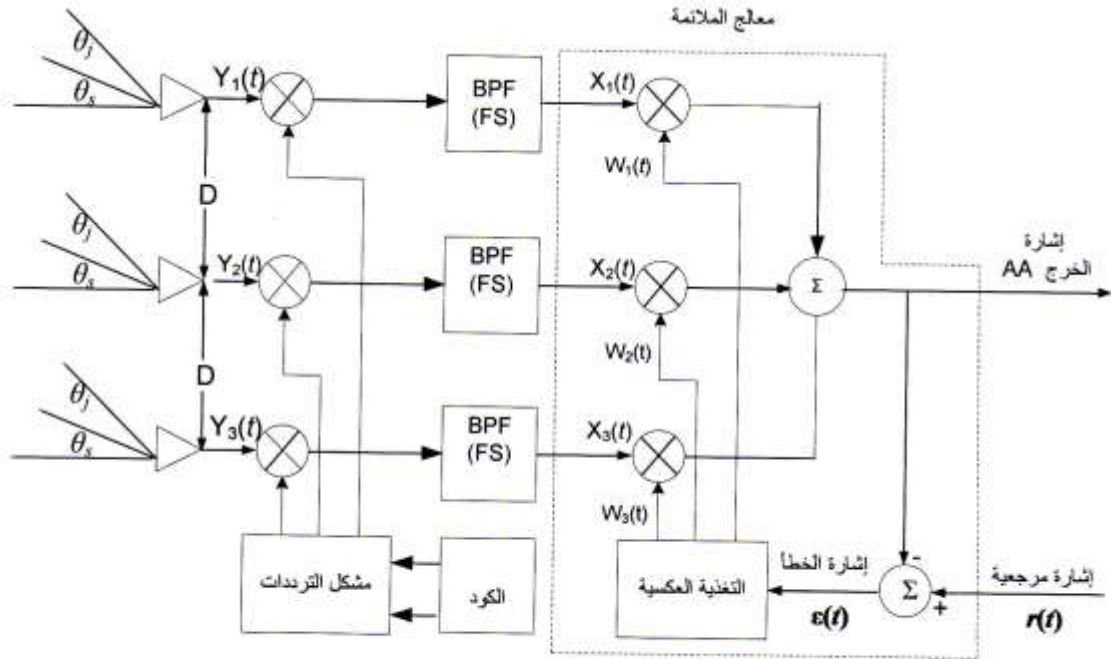 معالج الملائمة
θj
θs
Y1(t)
BPF
(FS)
X1(t)
W1(t)
D
θj
θs
Y2(t)
BPF
(FS)
X2(t)
W2(t)
Σ
إشارة
الخرج AA
D
θj
θs
Y3(t)
BPF
(FS)
X3(t)
W3(t)
مشكل الترددات
الكود
التغذية العكسية
إشارة الخطأ
ε(t)
-
Σ
+
إشارة مرجعية
r(t)